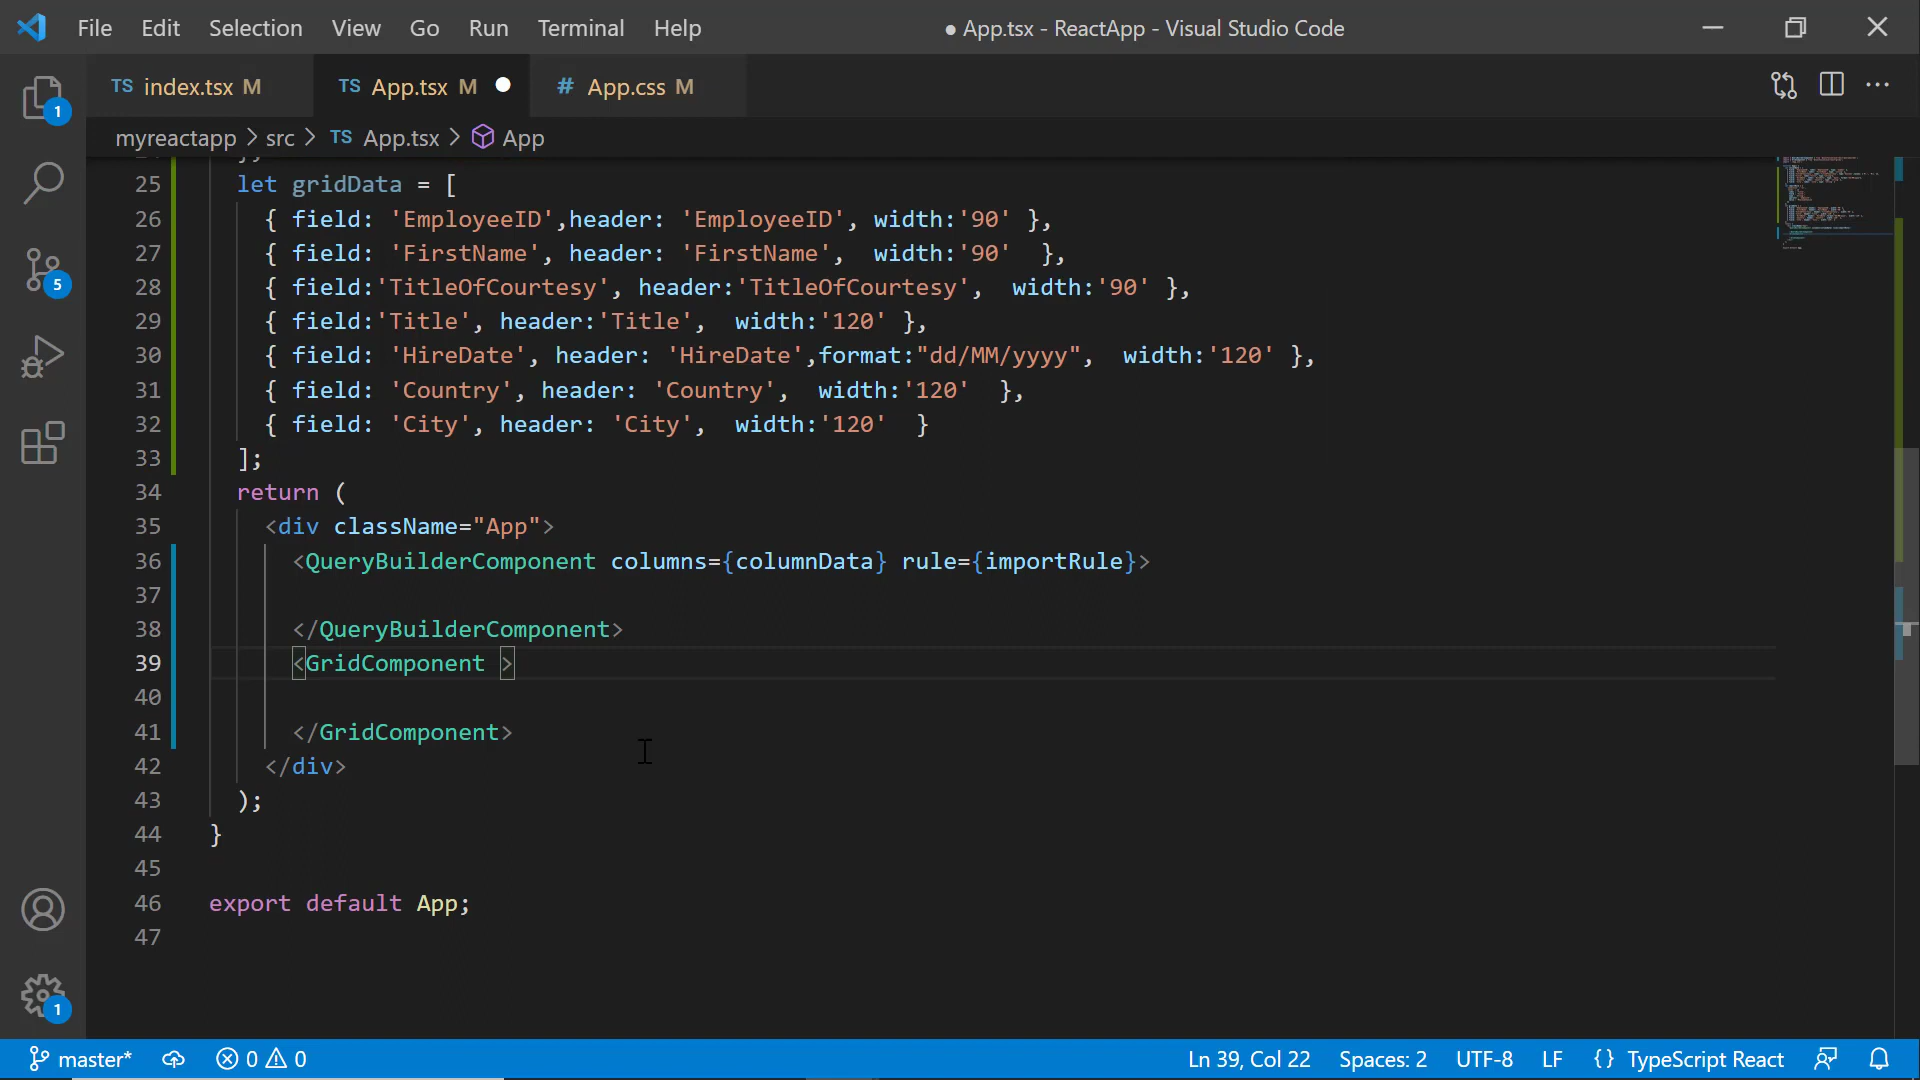 File Edit Selection View Go Run Terminal Help ● App.tsx - ReactApp - Visual Studio Code
TS index.tsx M TS App.tsx M # App.css M
myreactapp > src > TS App.tsx > App
1
5
1
25 let gridData = [
26 { field: 'EmployeeID',header: 'EmployeeID', width:'90' },
27 { field: 'FirstName', header: 'FirstName',  width:'90'  },
28 { field:'TitleOfCourtesy', header:'TitleOfCourtesy',  width:'90' },
29 { field:'Title', header:'Title',  width:'120' },
30 { field: 'HireDate', header: 'HireDate',format:"dd/MM/yyyy",  width:'120' },
31 { field: 'Country', header: 'Country',  width:'120'  },
32 { field: 'City', header: 'City',  width:'120'  }
33 ];
34 return (
35 <div className="App">
36 <QueryBuilderComponent columns={columnData} rule={importRule}>
37
38 </QueryBuilderComponent>
39 <GridComponent >
40
41 </GridComponent>
42 </div>
43 );
44 }
45
46 export default App;
47
master* 0 0 Ln 39, Col 22 Spaces: 2 UTF-8 LF {} TypeScript React